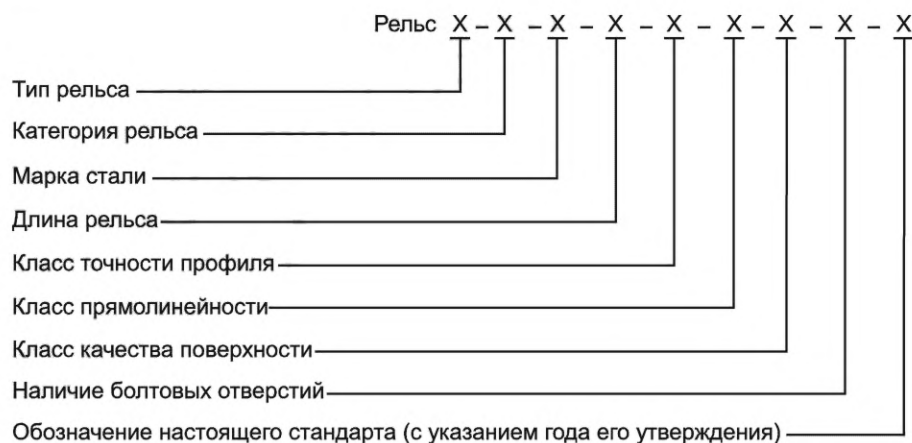 Рельс X – X – X – X – X – X – X – X – X
Тип рельса
Категория рельса
Марка стали
Длина рельса
Класс точности профиля
Класс прямолинейности
Класс качества поверхности
Наличие болтовых отверстий
Обозначение настоящего стандарта (с указанием года его утверждения)